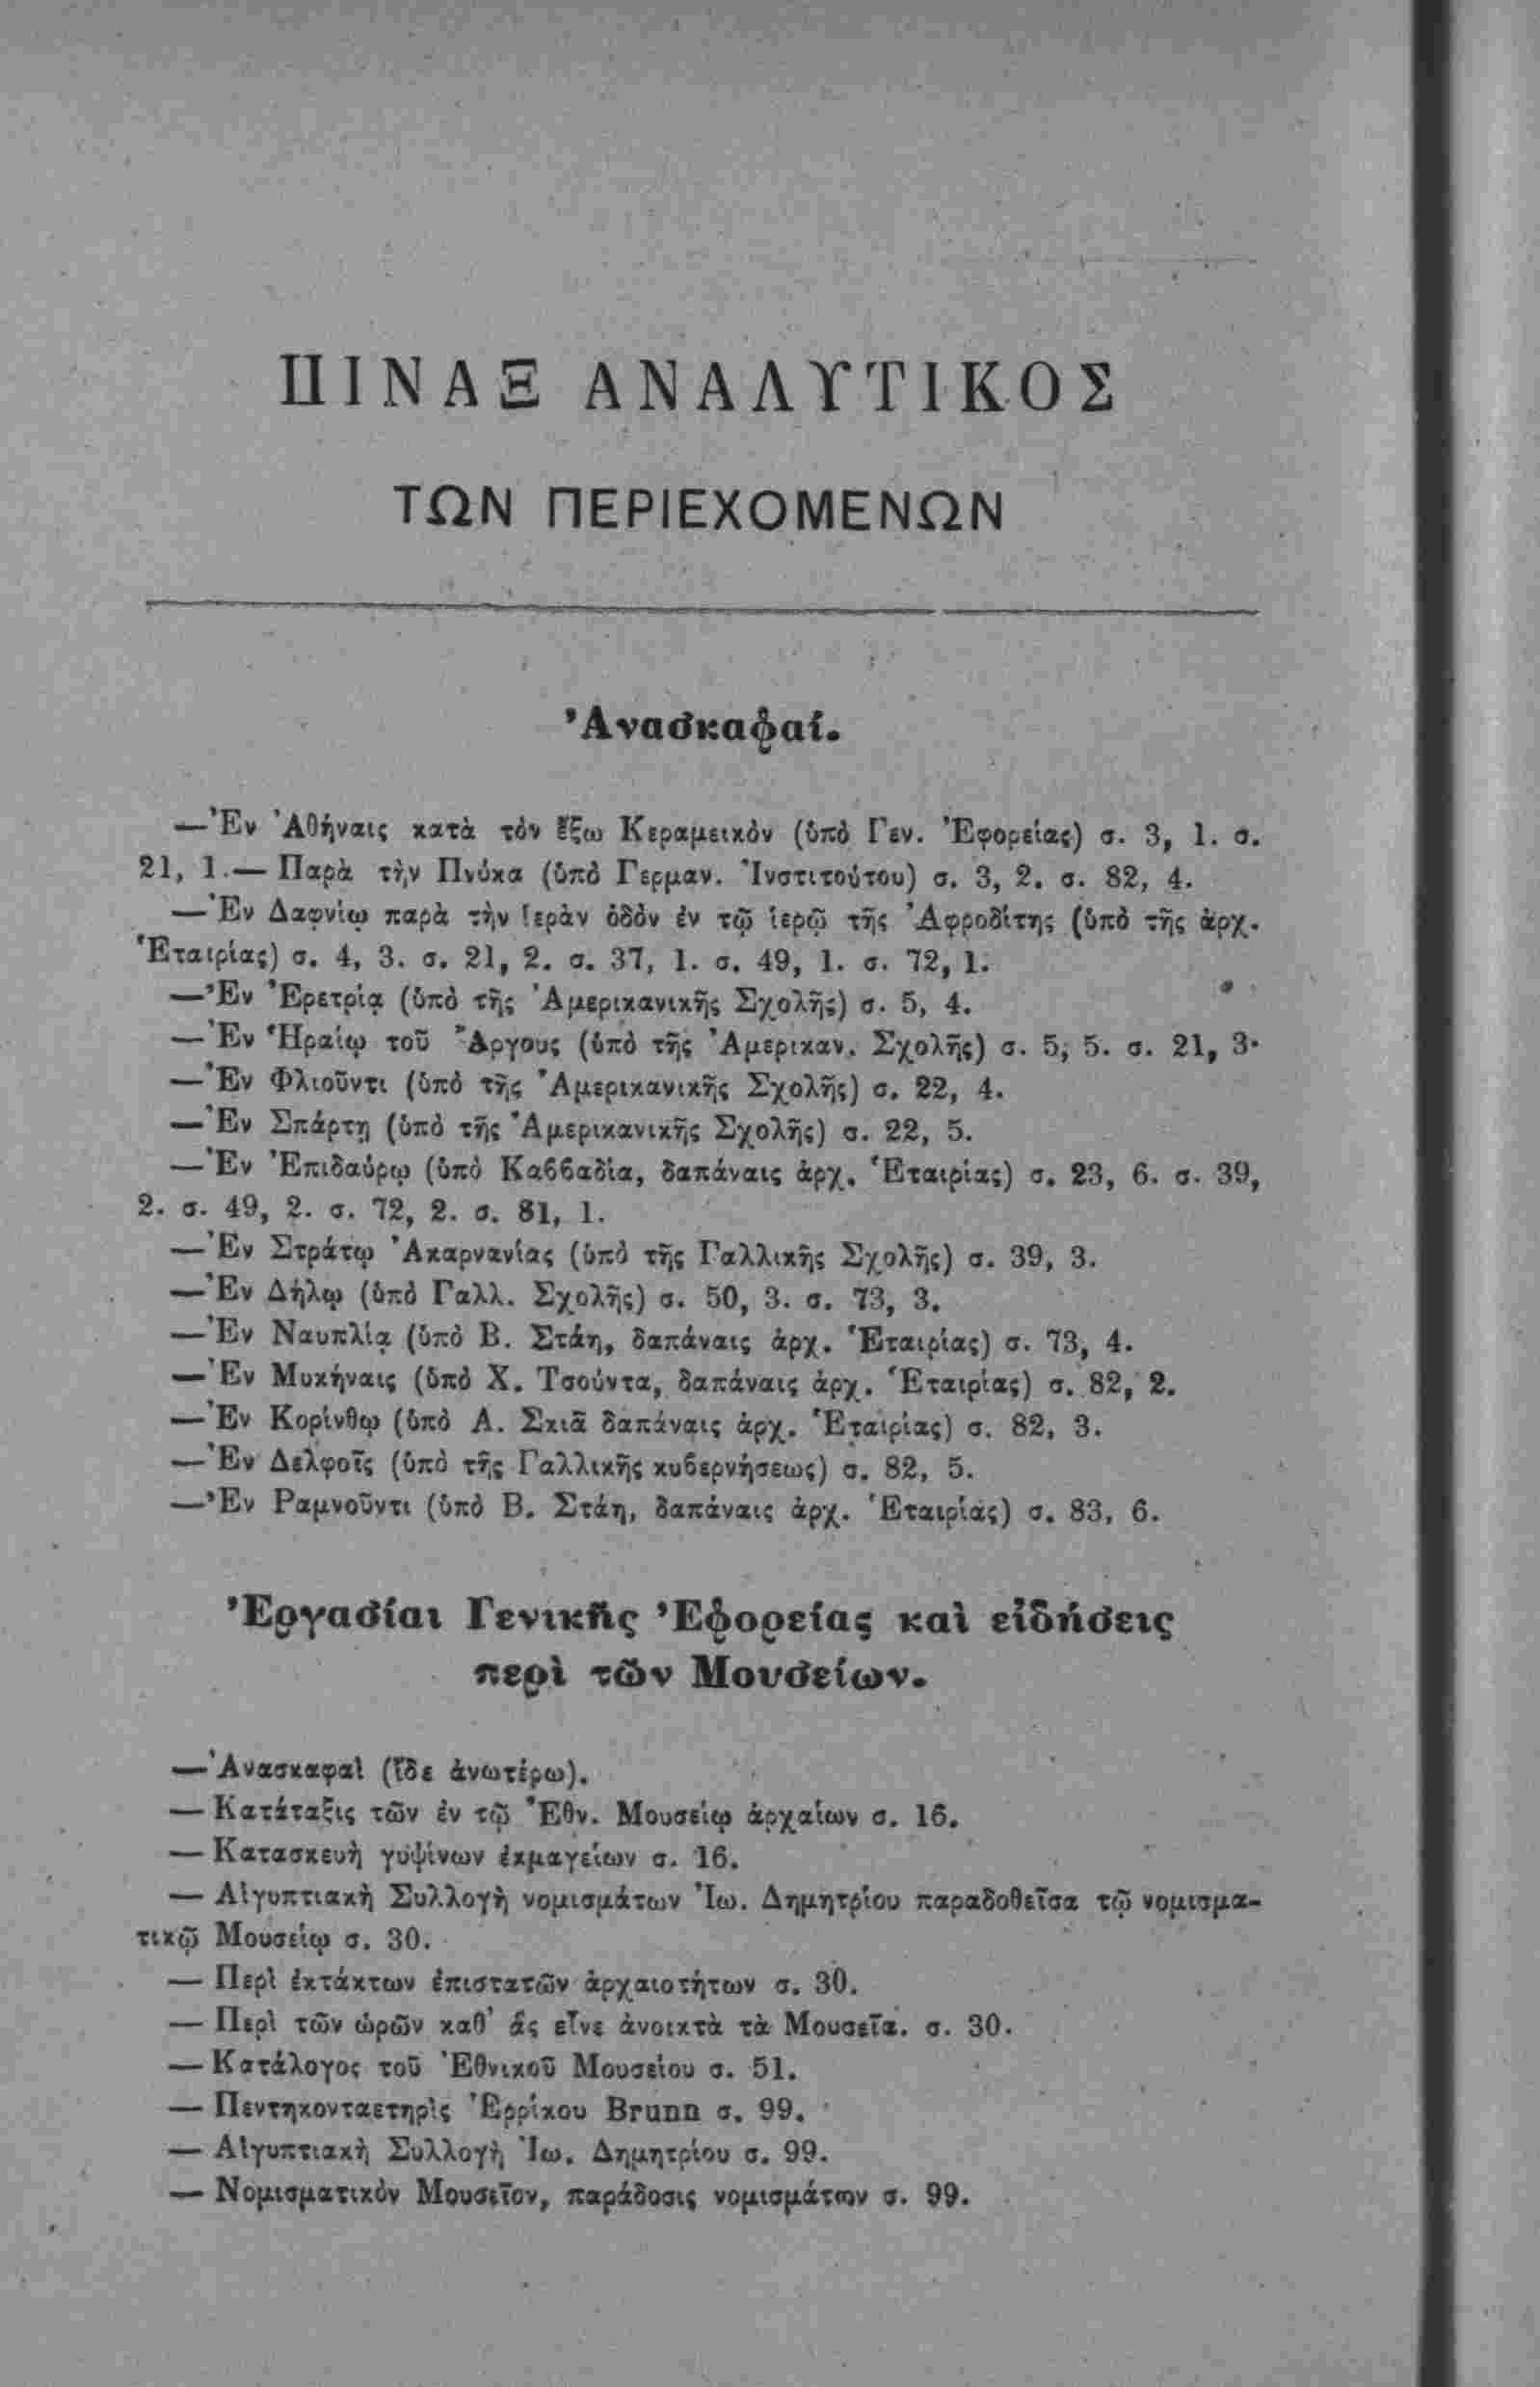 ΠΙΝΑΞ ΑΝΑΛΥΤΙΚΟΣ
ΤΩΝ ΠΕΡΙΕΧΟΜΕΝΩΝ
Ἀνασκαφαί.
—Ἐν Ἀθήναις κατὰ τὸν ἔξω Κεραμεικὸν (ὑπὸ Γεν. Ἐφορείας) σ. 3, 1. σ.
21, 1.— Παρὰ τὴν Πνύκα (ὑπὸ Γερμαν. Ἰνστιτούτου) σ. 3, 2. σ. 82, 4.
—Ἐν Δαφνίῳ παρὰ τὴν ἱερὰν ὁδὸν ἐν τῷ ἱερῷ τῆς Ἀφροδίτης (ὑπὸ τῆς ἀρχ.
Ἑταιρίας) σ. 4, 3. σ. 21, 2. σ. 37, 1. σ. 49, 1. σ. 72, 1.
—Ἐν Ἐρετρίᾳ (ὑπὸ τῆς Ἀμερικανικῆς Σχολῆς) σ. 5, 4.
—Ἐν Ἡραίῳ τοῦ Ἄργους (ὑπὸ τῆς Ἀμερικαν. Σχολῆς) σ. 5, 5. σ. 21, 3·
—Ἐν Φλιοῦντι (ὑπὸ τῆς Ἀμερικανικῆς Σχολῆς) σ. 22, 4.
—Ἐν Σπάρτῃ (ὑπὸ τῆς Ἀμερικανικῆς Σχολῆς) σ. 22, 5.
—Ἐν Ἐπιδαύρῳ (ὑπὸ Καββαδία, δαπάναις ἀρχ. Ἑταιρίας) σ. 23, 6. σ. 39,
2. σ. 49, 2. σ. 72, 2. σ. 81, 1.
—Ἐν Στράτῳ Ἀκαρνανίας (ὑπὸ τῆς Γαλλικῆς Σχολῆς) σ. 39, 3.
—Ἐν Δήλῳ (ὑπὸ Γαλλ. Σχολῆς) σ. 50, 3. σ. 73, 3.
—Ἐν Ναυπλίᾳ (ὑπὸ Β. Στάη, δαπάναις ἀρχ. Ἑταιρίας) σ. 73, 4.
—Ἐν Μυκήναις (ὑπὸ Χ. Τσούντα, δαπάναις ἀρχ. Ἑταιρίας) σ. 82, 2.
—Ἐν Κορίνθῳ (ὑπὸ Α. Σκιᾶ δαπάναις ἀρχ. Ἑταιρίας) σ. 82, 3.
—Ἐν Δελφοῖς (ὑπὸ τῆς Γαλλικῆς κυβερνήσεως) σ. 82, 5.
—Ἐν Ραμνοῦντι (ὑπὸ Β. Στάη, δαπάναις ἀρχ. Ἑταιρίας) σ. 83, 6.
Ἐργασίαι Γενικῆς Ἐφορείας καὶ εἰδήσεις
περὶ τῶν Μουσείων.
—Ἀνασκαφαὶ (ἴδε ἀνωτέρω).
— Κατάταξις τῶν ἐν τῷ Ἐθν. Μουσείῳ ἀρχαίων σ. 16.
— Κατασκευὴ γυψίνων ἐκμαγείων σ. 16.
— Αἰγυπτιακὴ Συλλογὴ νομισμάτων Ἰω. Δημητρίου παραδοθεῖσα τῷ νομισμα-
τικῷ Μουσείῳ σ. 30.
— Περὶ ἐκτάκτων ἐπιστατῶν ἀρχαιοτήτων σ. 30.
— Περὶ τῶν ὡρῶν καθ' ἃς εἶνε ἀνοικτὰ τὰ Μουσεῖα. σ. 30.
— Κατάλογος τοῦ Ἐθνικοῦ Μουσείου σ. 51.
— Πεντηκονταετηρὶς Ἐρρίκου Brunn σ. 99.
— Αἰγυπτιακὴ Συλλογὴ Ἰω. Δημητρίου σ. 99.
— Νομισματικὸν Μουσεῖον, παράδοσις νομισμάτων σ. 99.